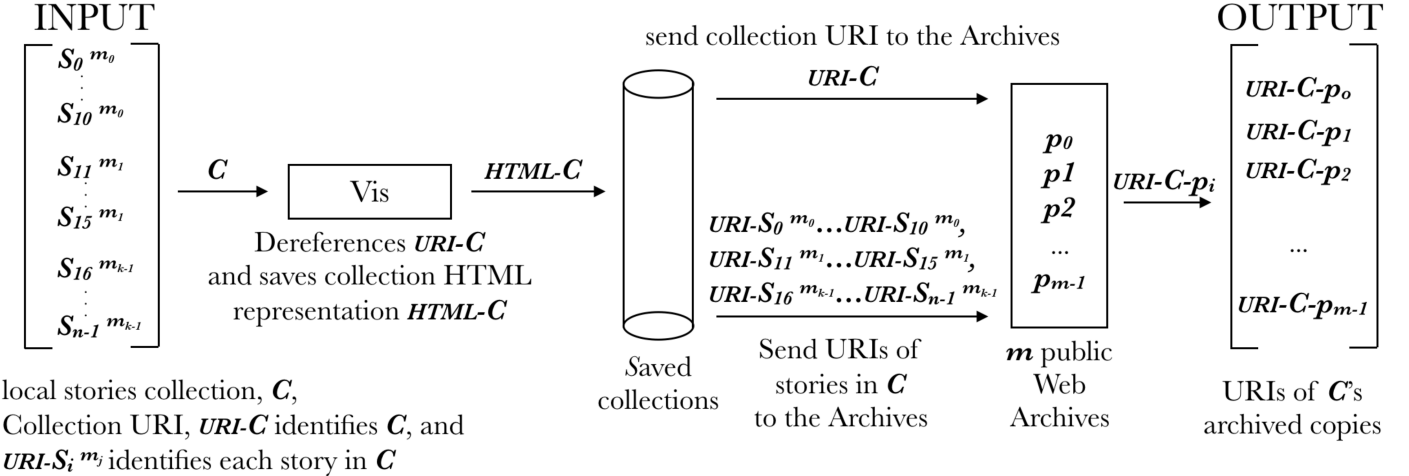 INPUT
S0 m0
⋮
S10 m0
S11 m1
⋮
S15 m1
S16 mk-1
⋮
Sn-1 mk-1
local stories collection, C,
Collection URI, URI-C identifies C, and
URI-Si mj identifies each story in C
C
Vis
Dereferences URI-C
and saves collection HTML
representation HTML-C
HTML-C
Saved
collections
send collection URI to the Archives
URI-C
URI-S0 m0...URI-S10 m0,
URI-S11 m1...URI-S15 m1,
URI-S16 mk-1...URI-Sn-1 mk-1
Send URIs of
stories in C
to the Archives
p0
p1
p2
...
pm-1
m public
Web
Archives
URI-C-pi
OUTPUT
URI-C-po
URI-C-p1
URI-C-p2
...
URI-C-pm-1
URIs of C's
archived copies